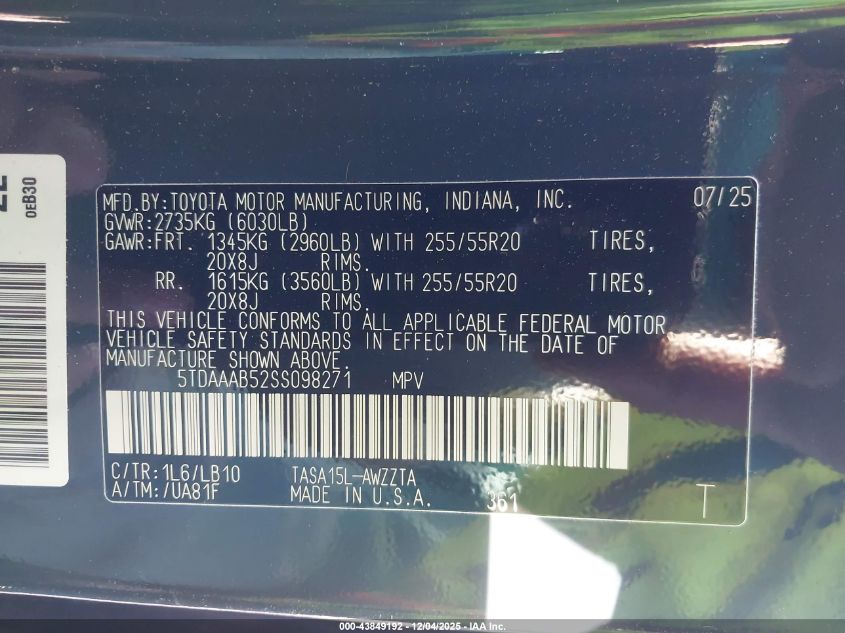 0EB30
MFD.BY:TOYOTA MOTOR MANUFACTURING, INDIANA, INC. 07/25
GVWR:2735KG (6030LB)
GAWR:FRT. 1345KG (2960LB) WITH 255/55R20 TIRES,
20X8J RIMS.
RR. 1615KG (3560LB) WITH 255/55R20 TIRES,
20X8J RIMS.
THIS VEHICLE CONFORMS TO ALL APPLICABLE FEDERAL MOTOR
VEHICLE SAFETY STANDARDS IN EFFECT ON THE DATE OF
MANUFACTURE SHOWN ABOVE.
5TDAAAB52SS098271 MPV
C/TR:1L6/LB10 TASA15L-AWZZTA
A/TM:/UA81F MADE IN U.S.A. 361 T
000-43849192 - 12/04/2025 - IAA Inc.